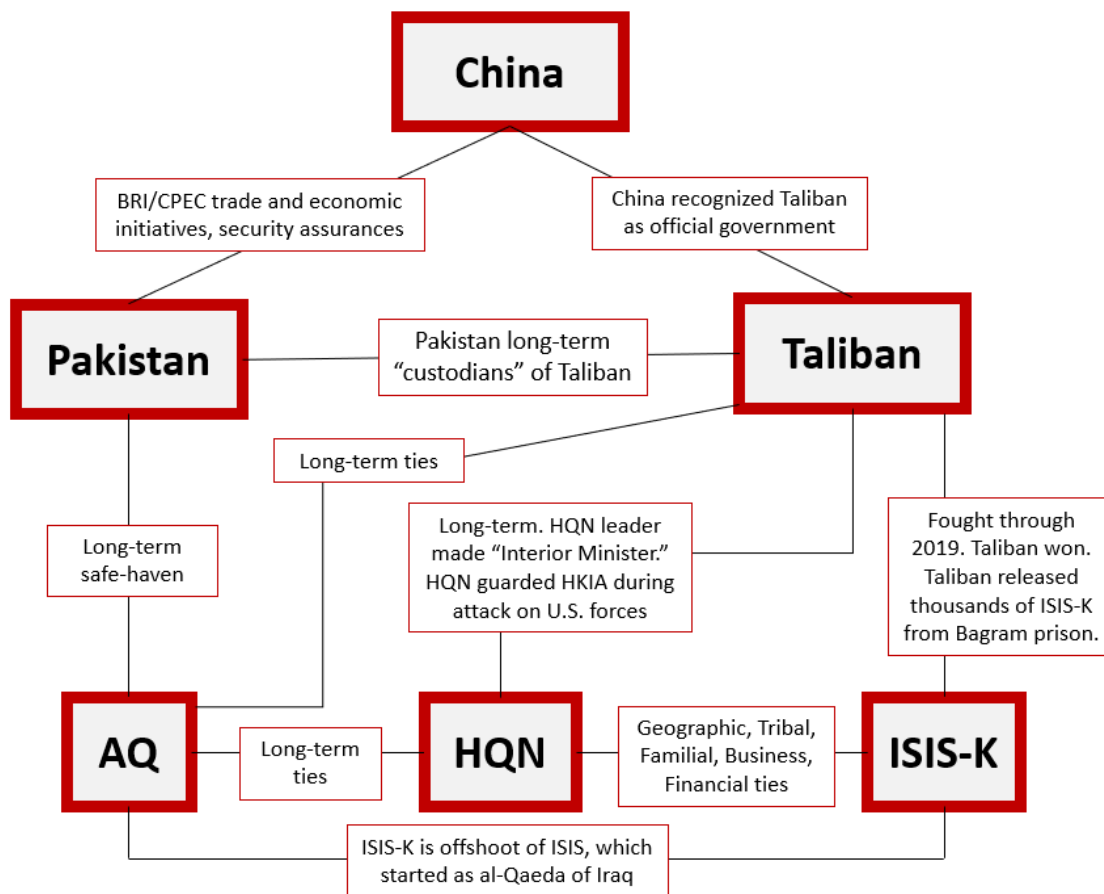 China
BRI/CPEC trade and economic
initiatives, security assurances
China recognized Taliban
as official government
Pakistan
Pakistan long-term
“custodians” of Taliban
Taliban
Long-term ties
Long-term
safe-haven
Long-term. HQN leader
made “Interior Minister.”
HQN guarded HKIA during
attack on U.S. forces
Fought through
2019. Taliban won.
Taliban released
thousands of ISIS-K
from Bagram prison.
AQ
Long-term
ties
HQN
Geographic, Tribal,
Familial, Business,
Financial ties
ISIS-K
ISIS-K is offshoot of ISIS, which
started as al-Qaeda of Iraq